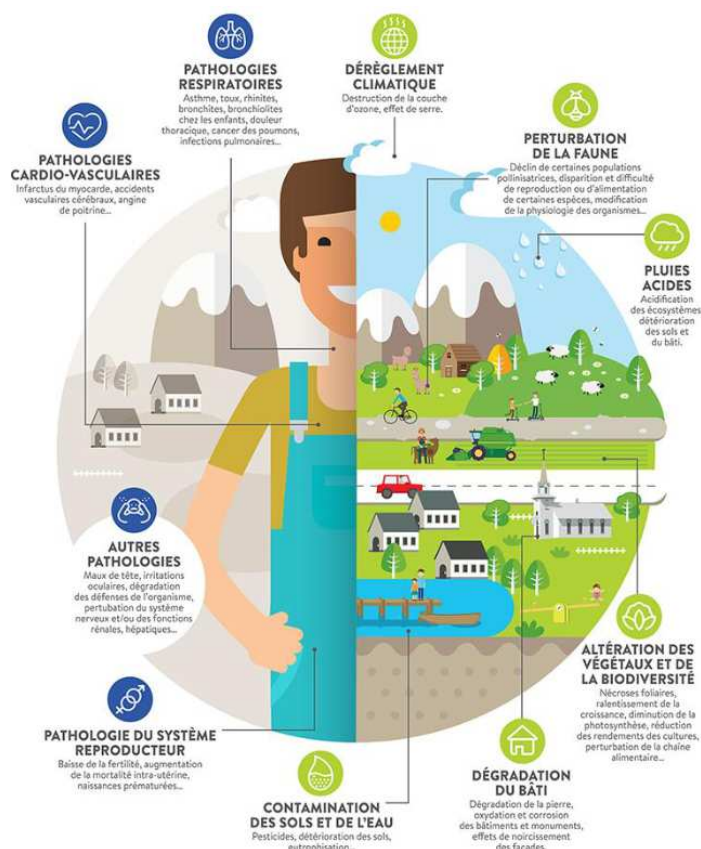 PATHOLOGIES
RESPIRATOIRES
Asthme, toux, rhinites,
bronchites, bronchiolites
chez les enfants, douleur
thoracique, cancer des poumons,
infections pulmonaires...
DÉRÈGLEMENT
CLIMATIQUE
Destruction de la couche
d'ozone, effet de serre.
PERTURBATION
DE LA FAUNE
Déclin de certaines populations
pollinisatrices, disparition et difficulté
de reproduction ou d'alimentation
de certaines espèces, modification
de la physiologie des organismes...
PATHOLOGIES
CARDIO-VASCULAIRES
Infarctus du myocarde, accidents
vasculaires cérébraux, angine
de poitrine...
PLUIES
ACIDES
Acidification
des écosystèmes
détérioration
des sols et
du bâti.
AUTRES
PATHOLOGIES
Maux de tête, irritations
oculaires, dégradation
des défenses de l'organisme,
pertubation du système
nerveux et/ou des fonctions
rénales, hépatiques...
ALTÉRATION DES
VÉGÉTAUX ET DE
LA BIODIVERSITÉ
Nécroses foliaires,
ralentissement de la
croissance, diminution de la
photosynthèse, réduction
des rendements des cultures,
perturbation de la chaîne
alimentaire...
PATHOLOGIE DU SYSTÈME
REPRODUCTEUR
Baisse de la fertilité, augmentation
de la mortalité intra-utérine,
naissances prématurées...
CONTAMINATION
DES SOLS ET DE L'EAU
Pesticides, détérioration des sols,
eutrophisation...
DÉGRADATION
DU BÂTI
Dégradation de la pierre,
oxydation et corrosion
des bâtiments et monuments,
effets de noircissement
des façades.